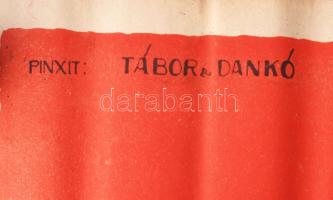 PINXIT: TÁBOR & DANKÓ
darabanth